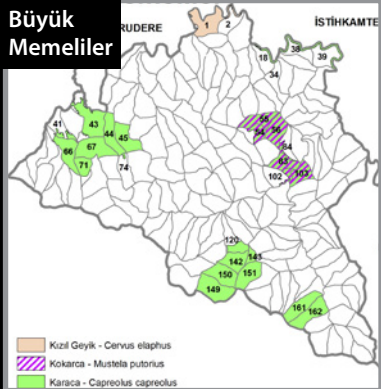 Büyük
Memeliler
RUDERE
İSTİHKAMTE
1 2
38
18 39
34
41 43
44 45
66 67
71 74
55
54 56
64
65
102 103
120
142 143
150 151
149
161 162
Kızıl Geyik - Cervus elaphus
Kokarca - Mustela putorius
Karaca - Capreolus capreolus